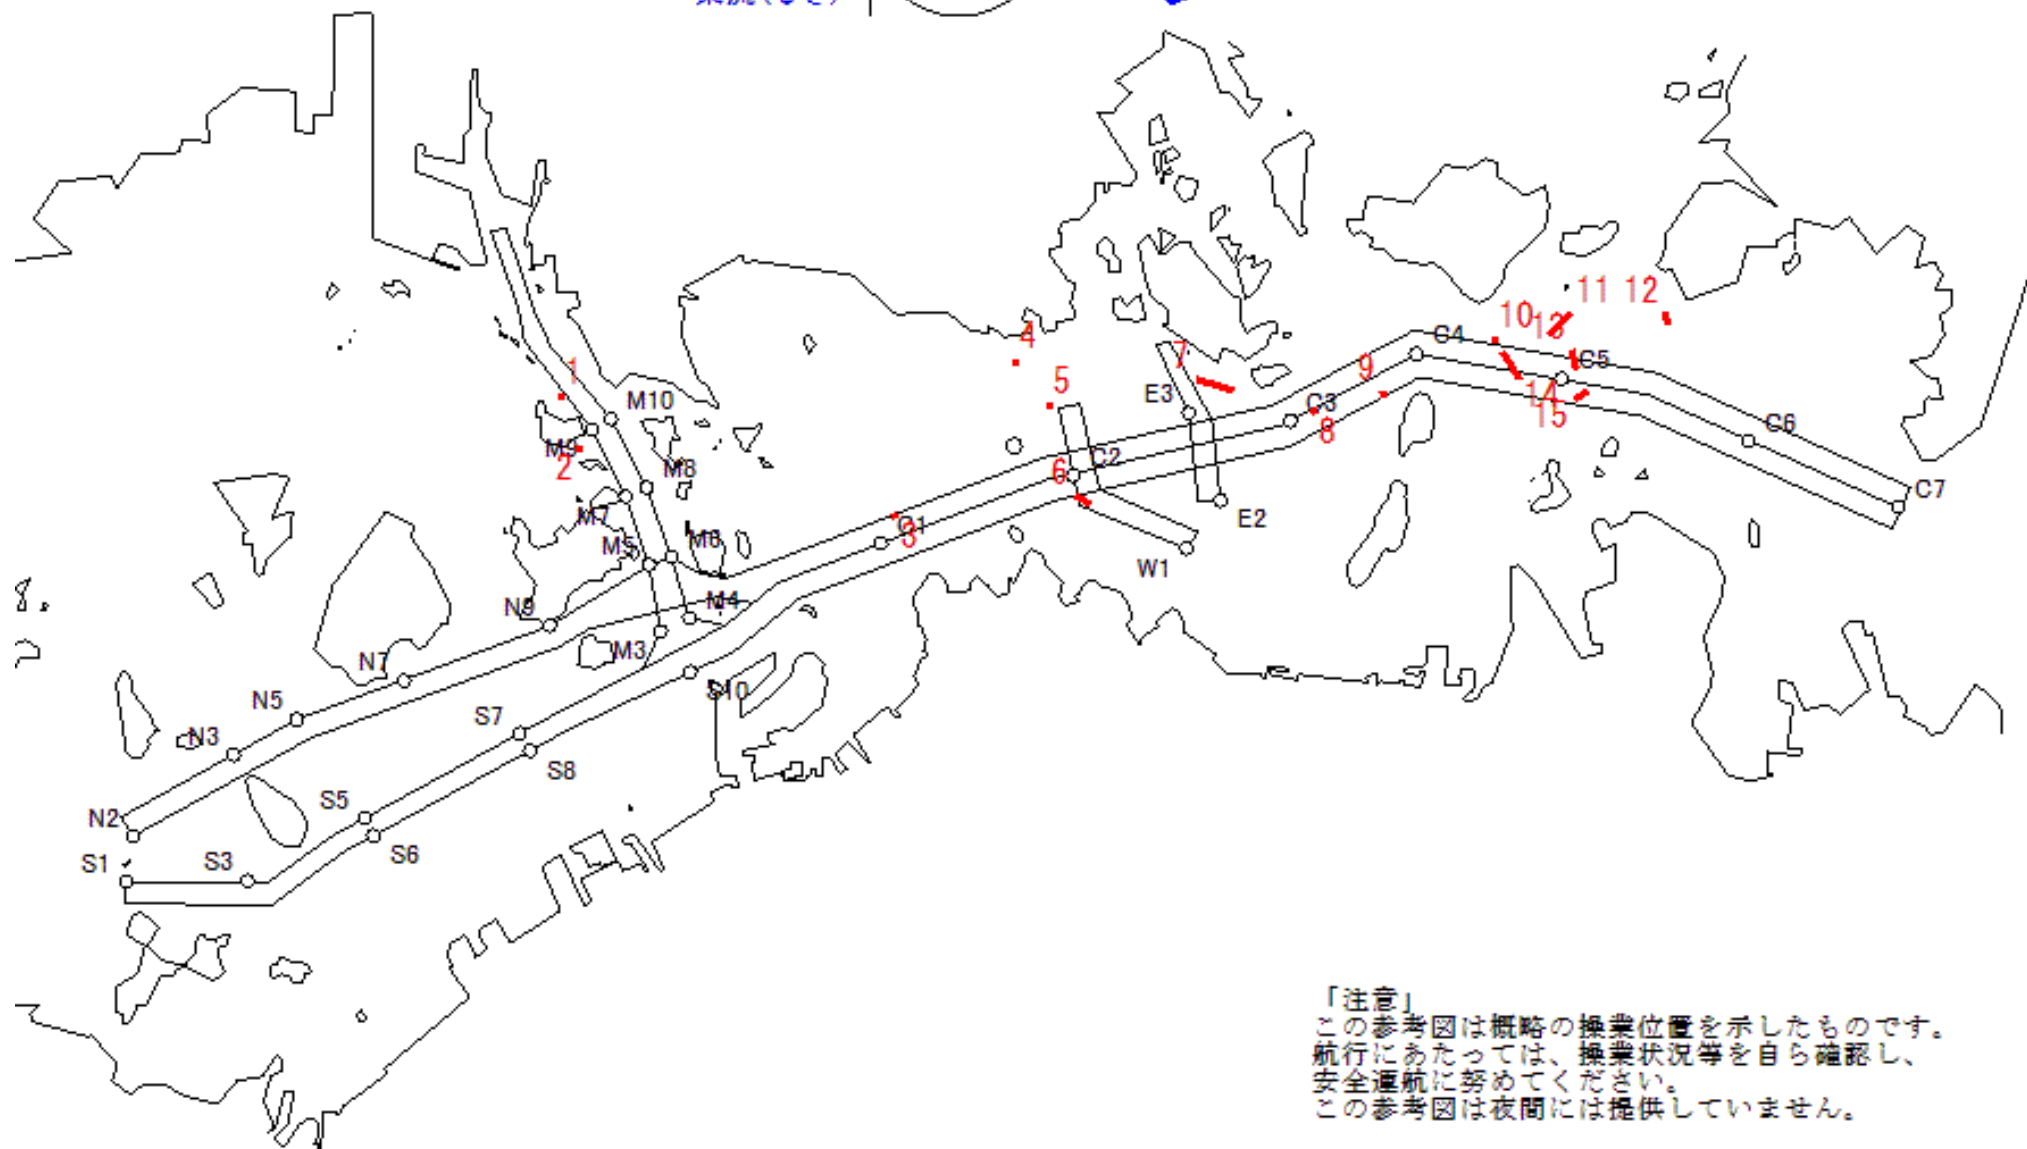 4
11
12
10
13
C4
7
C5
1
9
5
14
15
E3
M10
C3
8
C6
M9
2
M8
C2
6
C7
M7
E2
C1
3
M5
M6
W1
N9
M4
M3
N7
S10
N5
S7
N3
S8
S5
N2
S6
S1
S3
「注意」
この参考図は概略の操業位置を示したものです。
航行にあたっては、操業状況等を自ら確認し、
安全運航に努めてください。
この参考図は夜間には提供していません。